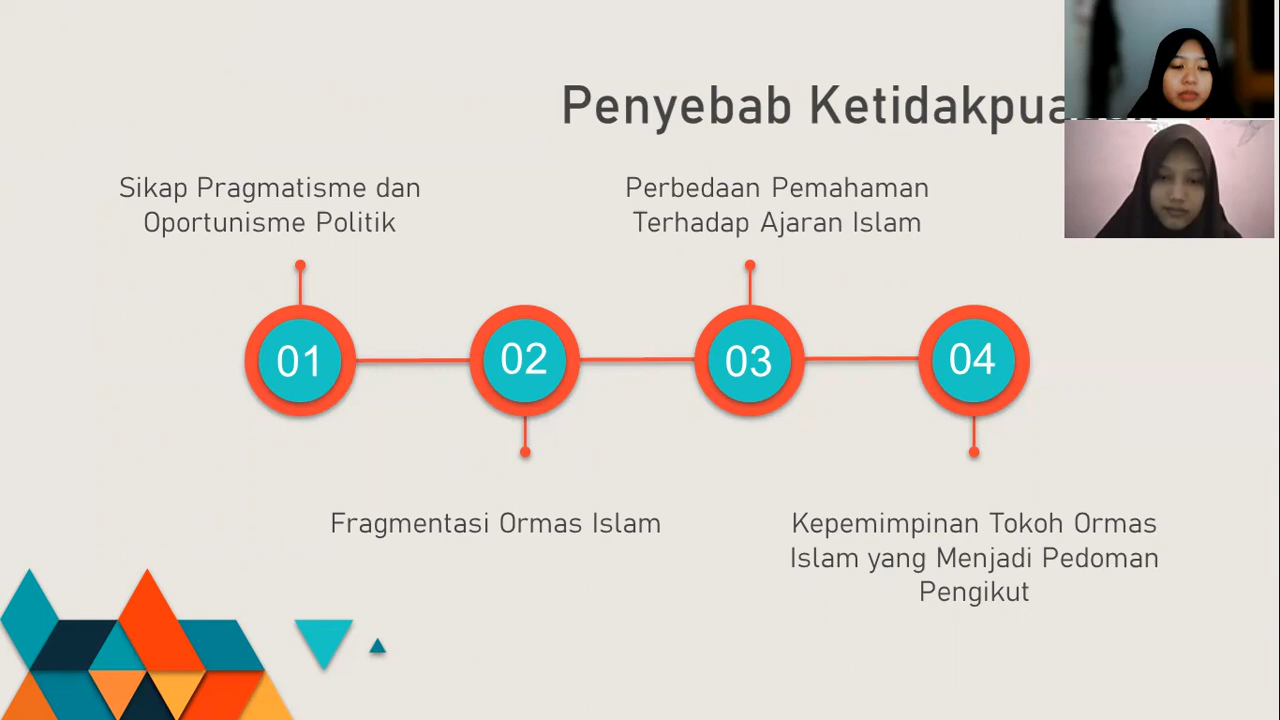 Penyebab
Sikap Pragmatisme dan
Oportunisme Politik
Perbedaan Pemahaman
Terhadap Ajaran Islam
01
02
03
04
Fragmentasi Ormas Islam
Kepemimpinan Tokoh Ormas
Islam yang Menjadi Pedoman
Pengikut